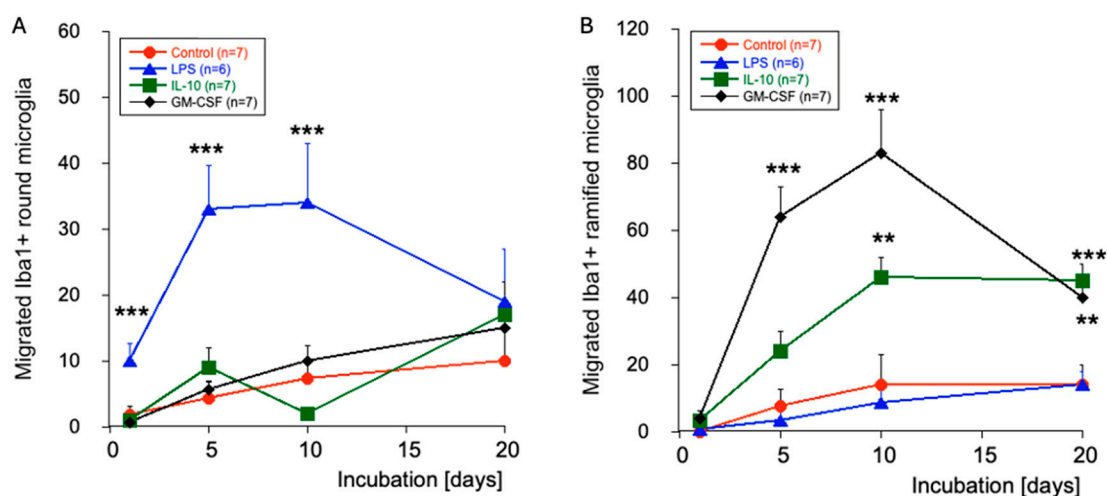 A
Migrated Iba1+ round microglia
60
50
40
30
20
10
0
Control (n=7)
LPS (n=6)
IL-10 (n=7)
GM-CSF (n=7)
***
***
***
0
5
10
15
20
Incubation [days]
B
Migrated Iba1+ ramified microglia
120
100
80
60
40
20
0
Control (n=7)
LPS (n=6)
IL-10 (n=7)
GM-CSF (n=7)
***
***
**
***
**
0
5
10
15
20
Incubation [days]